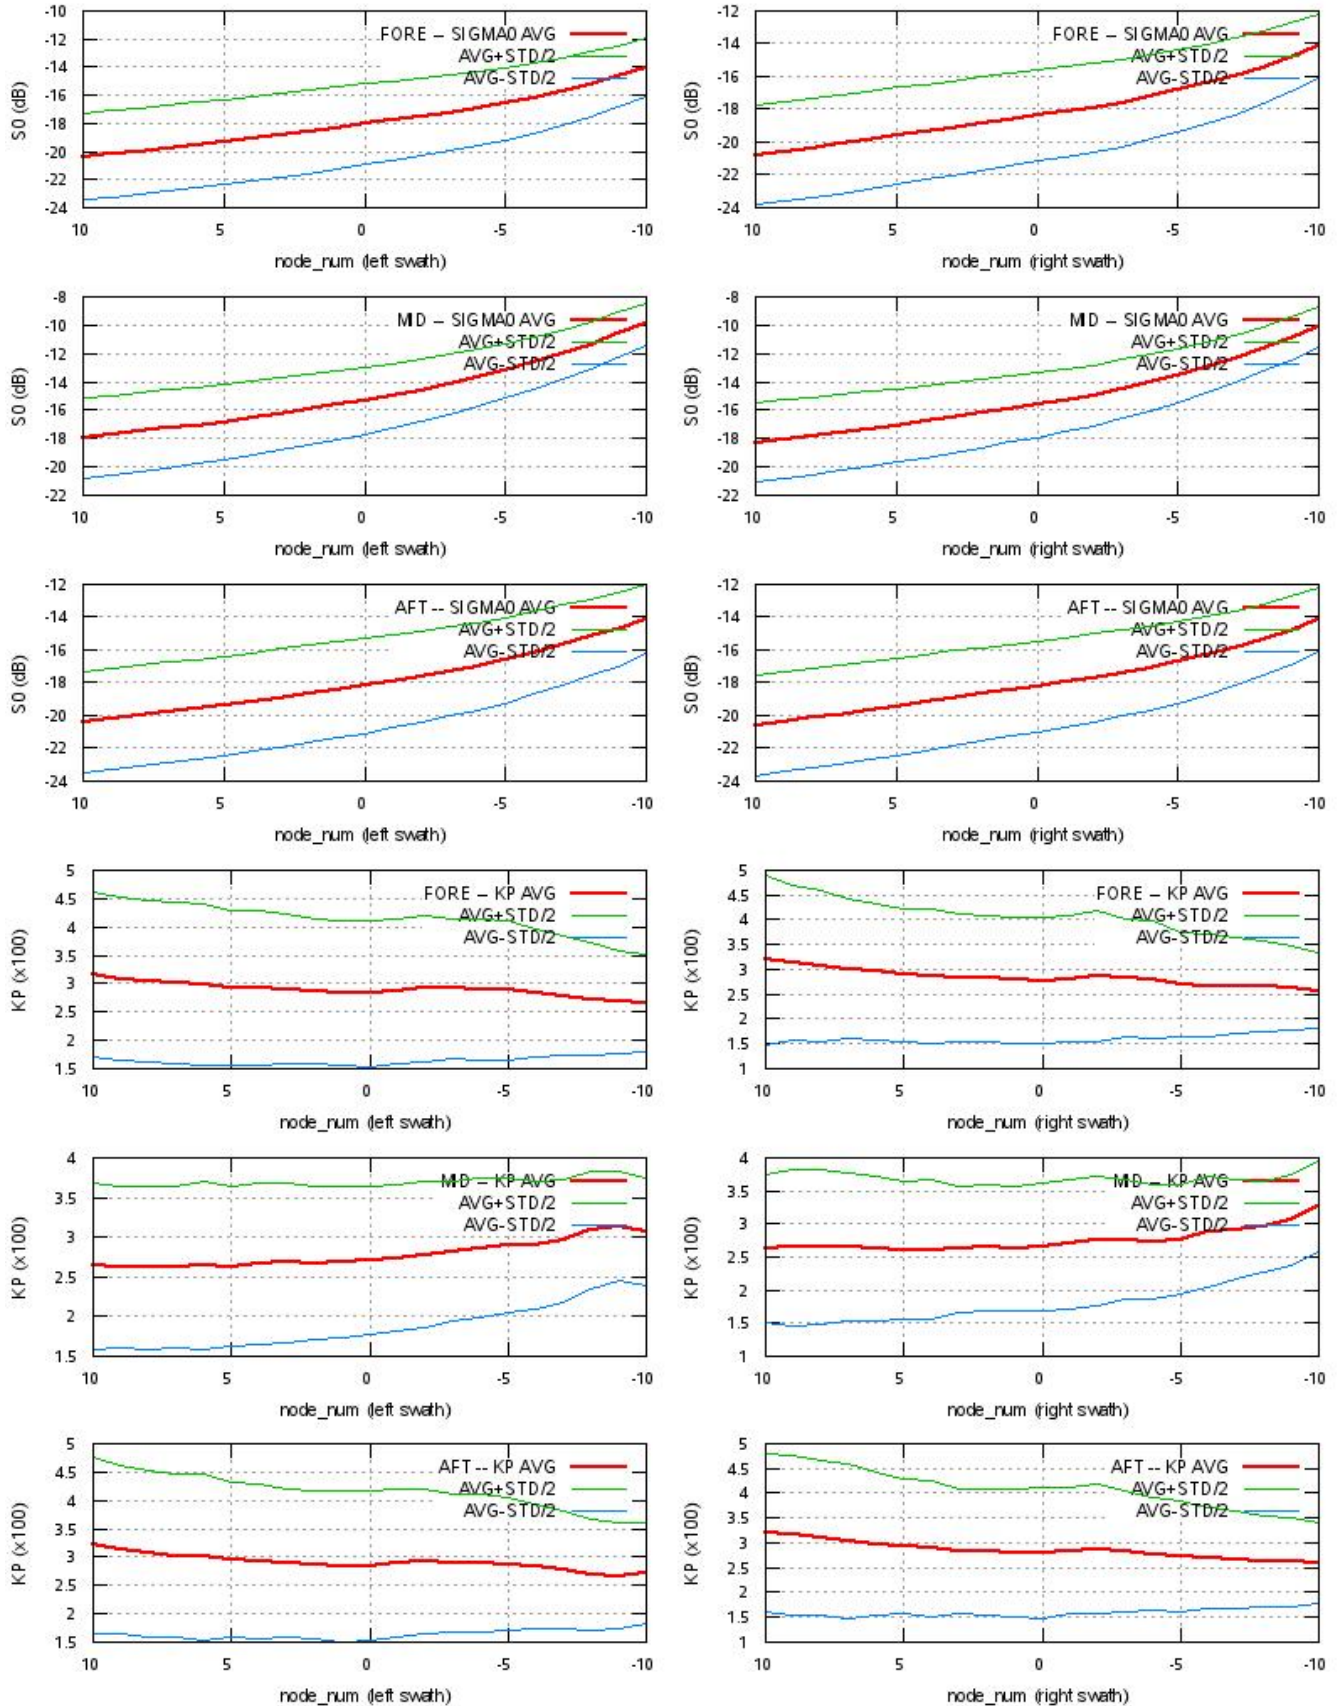 -10
-12
-14
-16
-18
-20
-22
-24
S0 (dB)
FORE -- SIGMA0 AVG
AVG+STD/2
AVG-STD/2
10 5 0 -5 -10
node_num (left swath)
-12
-14
-16
-18
-20
-22
-24
S0 (dB)
FORE -- SIGMA0 AVG
AVG+STD/2
AVG-STD/2
10 5 0 -5 -10
node_num (right swath)
-8
-10
-12
-14
-16
-18
-20
-22
S0 (dB)
MID -- SIGMA0 AVG
AVG+STD/2
AVG-STD/2
10 5 0 -5 -10
node_num (left swath)
-8
-10
-12
-14
-16
-18
-20
-22
S0 (dB)
MID -- SIGMA0 AVG
AVG+STD/2
AVG-STD/2
10 5 0 -5 -10
node_num (right swath)
-12
-14
-16
-18
-20
-22
-24
S0 (dB)
AFT -- SIGMA0 AVG
AVG+STD/2
AVG-STD/2
10 5 0 -5 -10
node_num (left swath)
-12
-14
-16
-18
-20
-22
-24
S0 (dB)
AFT -- SIGMA0 AVG
AVG+STD/2
AVG-STD/2
10 5 0 -5 -10
node_num (right swath)
5
4.5
4
3.5
3
2.5
2
1.5
KP (x100)
FORE -- KP AVG
AVG+STD/2
AVG-STD/2
10 5 0 -5 -10
node_num (left swath)
5
4.5
4
3.5
3
2.5
2
1.5
1
KP (x100)
FORE -- KP AVG
AVG+STD/2
AVG-STD/2
10 5 0 -5 -10
node_num (right swath)
4
3.5
3
2.5
2
1.5
KP (x100)
MID -- KP AVG
AVG+STD/2
AVG-STD/2
10 5 0 -5 -10
node_num (left swath)
4
3.5
3
2.5
2
1.5
1
KP (x100)
MID -- KP AVG
AVG+STD/2
AVG-STD/2
10 5 0 -5 -10
node_num (right swath)
5
4.5
4
3.5
3
2.5
2
1.5
KP (x100)
AFT -- KP AVG
AVG+STD/2
AVG-STD/2
10 5 0 -5 -10
node_num (left swath)
5
4.5
4
3.5
3
2.5
2
1.5
1
KP (x100)
AFT -- KP AVG
AVG+STD/2
AVG-STD/2
10 5 0 -5 -10
node_num (right swath)